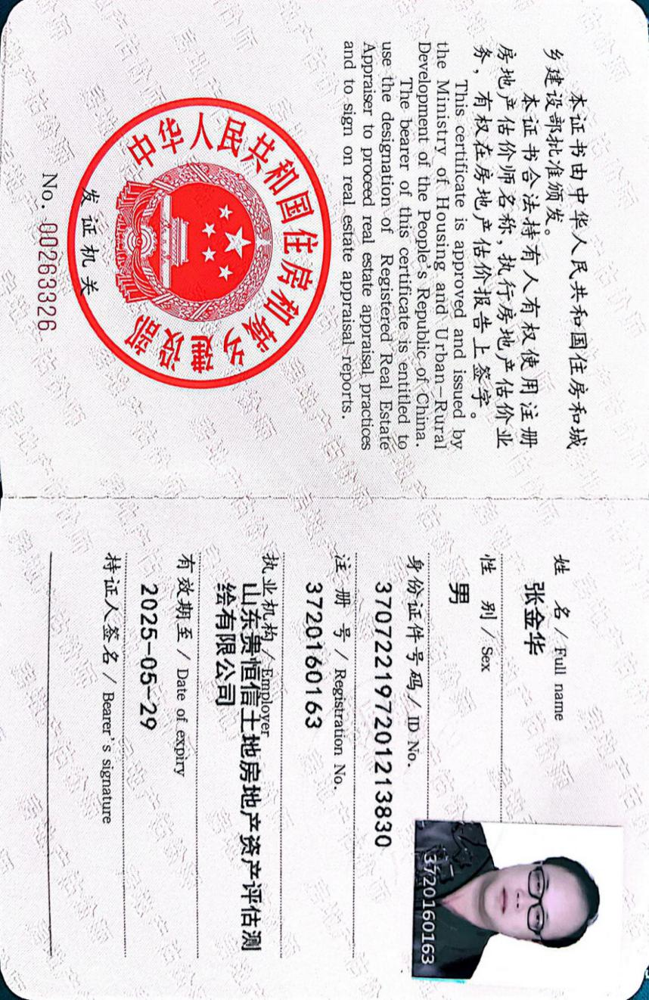 本证书由中华人民共和国住房和城
乡建设部批准颁发。
本证书合法持有人有权使用注册
房地产估价师名称,执行房地产估价业
务,有权在房地产估价报告上签字。
This certificate is approved and issued by
the Ministry of Housing and Urban-Rural
Development of the People's Republic of China.
The bearer of this certificate is entitled to
use the designation of Registered Real Estate
Appraiser to proceed real estate appraisal practices
and to sign on real estate appraisal reports.
中华人民共和国住房和城乡建设部
发证机关
No. 00263326
姓 名 / Full name
张金华
性 别 / Sex
男
身份证件号码 / ID No.
370722197201213830
注 册 号 / Registration No.
3720160163
执业机构 / Employer
山东贵恒信土地房地产资产评估测
绘有限公司
有效期至 / Date of expiry
2025-05-29
持证人签名 / Bearer's signature
3720160163